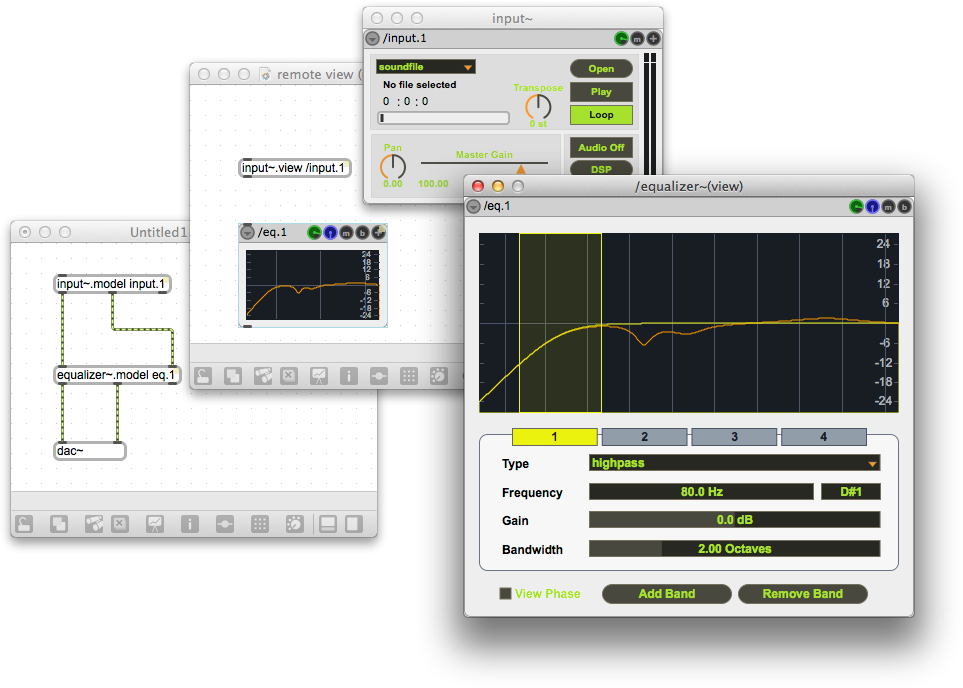 input~
/input.1
m
soundfile
Open
No file selected
Transpose
Play
0 : 0 : 0
Loop
0 st
Pan
Master Gain
Audio Off
DSP
0.00
100.00
remote view (
input~.view /input.1
/eq.1
m
b
24
18
12
6
-6
-12
-18
-24
Untitled1
input~.model input.1
equalizer~.model eq.1
dac~
/equalizer~(view)
/eq.1
m
b
24
18
12
6
-6
-12
-18
-24
1
2
3
4
Type
highpass
Frequency
80.0 Hz
D#1
Gain
0.0 dB
Bandwidth
2.00 Octaves
View Phase
Add Band
Remove Band